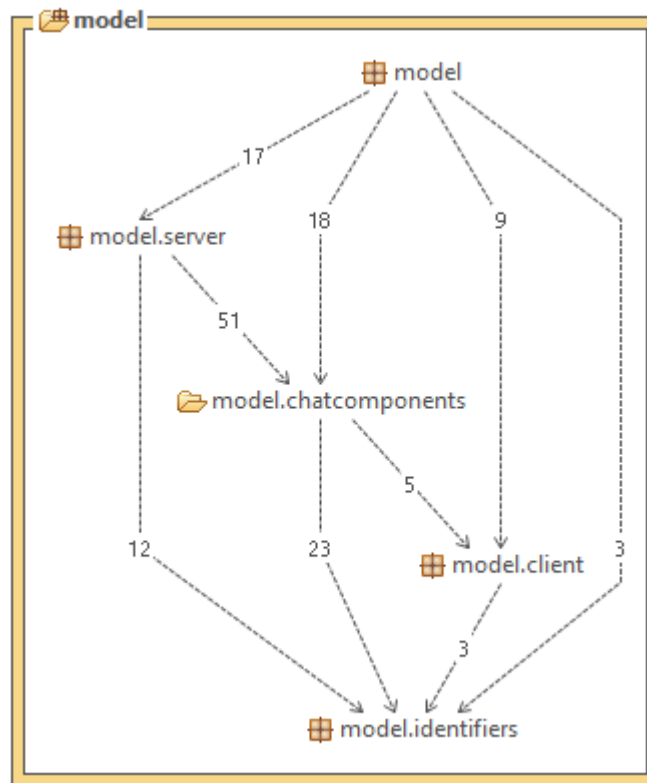 model
model
17
18
9
model.server
51
model.chatcomponents
5
12
23
3
model.client
3
model.identifiers